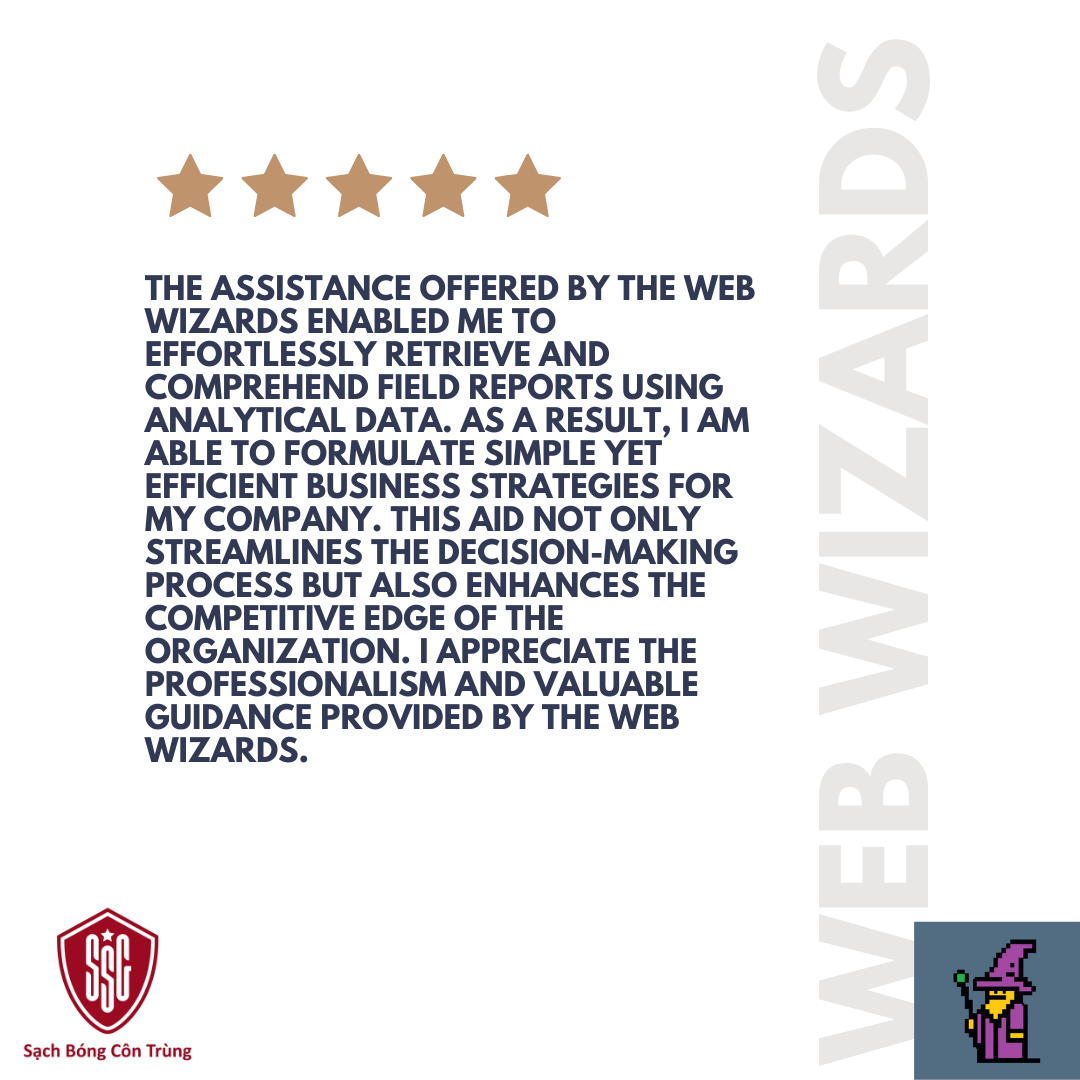 THE ASSISTANCE OFFERED BY THE WEB
WIZARDS ENABLED ME TO
EFFORTLESSLY RETRIEVE AND
COMPREHEND FIELD REPORTS USING
ANALYTICAL DATA. AS A RESULT, I AM
ABLE TO FORMULATE SIMPLE YET
EFFICIENT BUSINESS STRATEGIES FOR
MY COMPANY. THIS AID NOT ONLY
STREAMLINES THE DECISION-MAKING
PROCESS BUT ALSO ENHANCES THE
COMPETITIVE EDGE OF THE
ORGANIZATION. I APPRECIATE THE
PROFESSIONALISM AND VALUABLE
GUIDANCE PROVIDED BY THE WEB
WIZARDS.
WEB WIZARDS
SSG
Sạch Bóng Côn Trùng